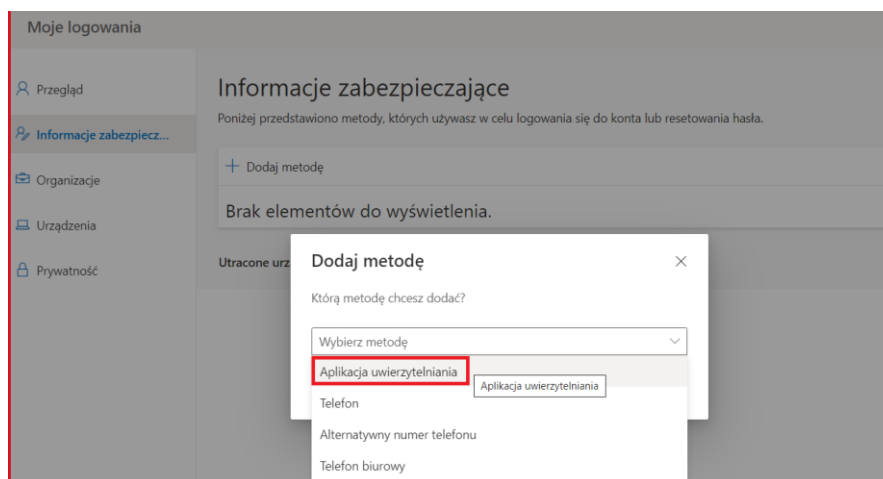 Moje logowania
Przegląd
Informacje zabezpiecz...
Organizacje
Urządzenia
Prywatność
Informacje zabezpieczające
Poniżej przedstawiono metody, których używasz w celu logowania się do konta lub resetowania hasła.
+ Dodaj metodę
Brak elementów do wyświetlenia.
Utracone urz
Dodaj metodę
Którą metodę chcesz dodać?
Wybierz metodę
Aplikacja uwierzytelniania
Aplikacja uwierzytelniania
Telefon
Alternatywny numer telefonu
Telefon biurowy